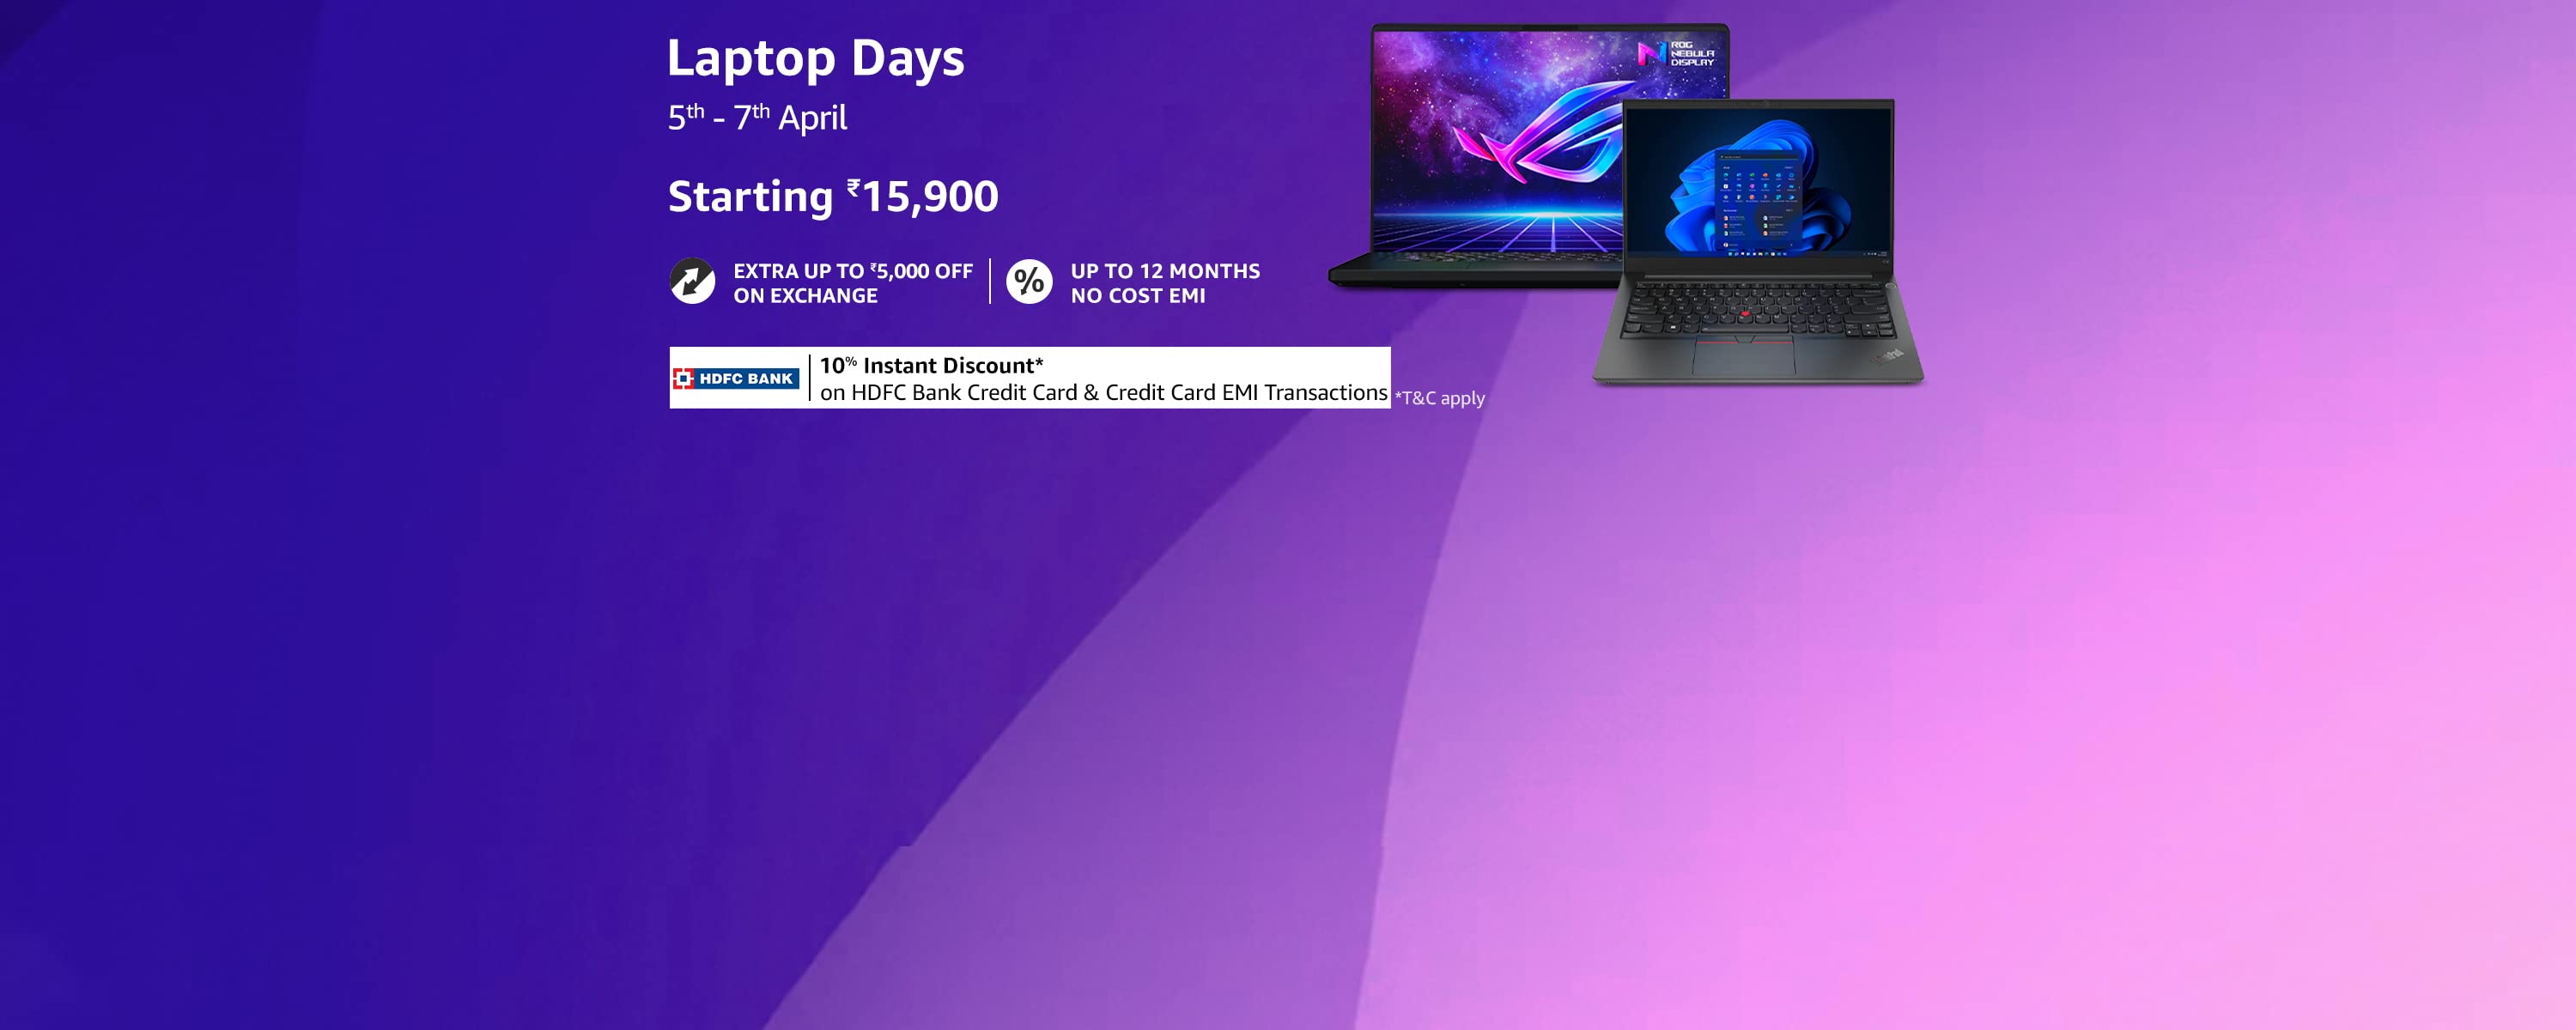 Laptop Days
5th - 7th April
Starting ₹15,900
EXTRA UP TO ₹5,000 OFF
ON EXCHANGE
UP TO 12 MONTHS
NO COST EMI
HDFC BANK
10% Instant Discount*
on HDFC Bank Credit Card & Credit Card EMI Transactions
*T&C apply
ROG
NEBULA
DISPLAY